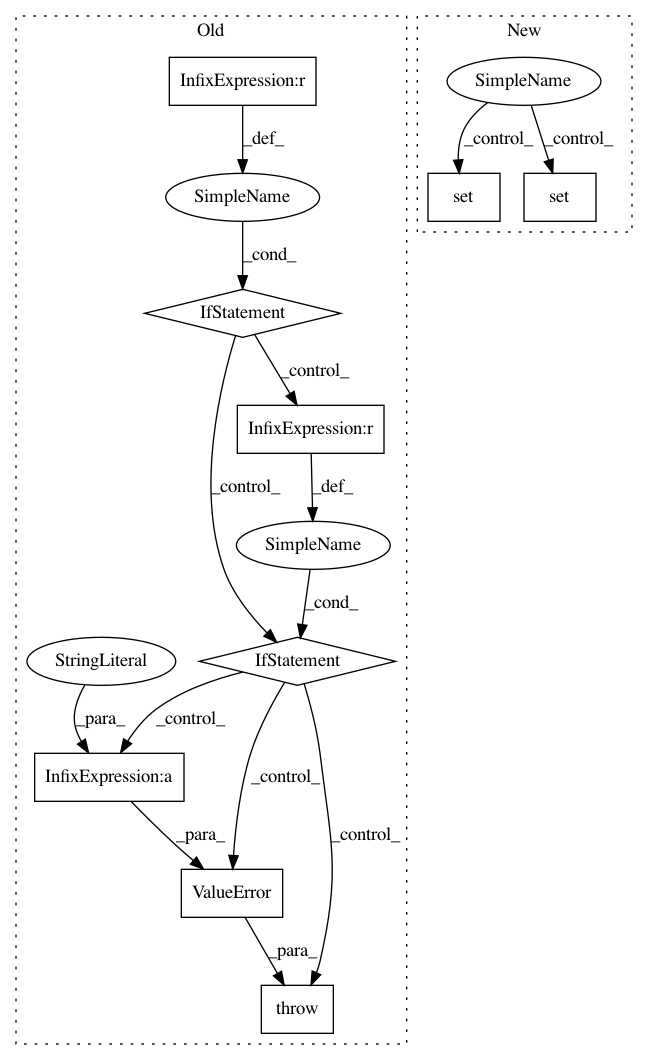 Old
New
InfixExpression:r
SimpleName
_def_
_control_
_control_
SimpleName
set
set
_cond_
IfStatement
_control_
InfixExpression:r
_control_
_def_
SimpleName
_cond_
StringLiteral
IfStatement
_para_
_control_
InfixExpression:a
_control_
_para_
_control_
ValueError
_para_
throw